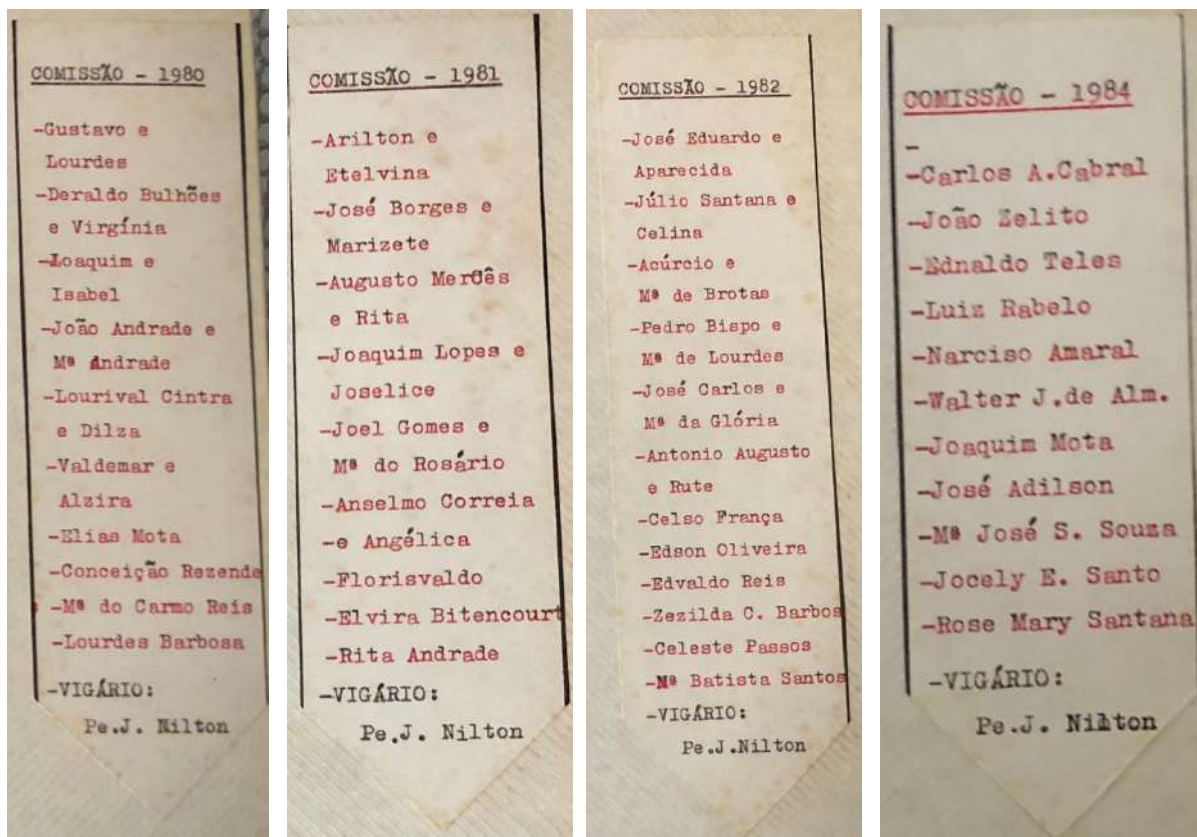 COMISSÃO - 1980
-Gustavo e
Lourdes
-Deraldo Bulhões
e Virgínia
-Joaquim e
Isabel
-João Andrade e
Mª Andrade
-Lourival Cintra
e Dilza
-Valdemar e
Alzira
-Elias Mota
-Conceição Rezende
-Mª do Carmo Reis
-Lourdes Barbosa
-VIGÁRIO:
Pe.J. Nilton
COMISSÃO - 1981
-Arilton e
Etelvina
-José Borges e
Marizete
-Augusto Mercês
e Rita
-Joaquim Lopes e
Joselice
-Joel Gomes e
Mª do Rosário
-Anselmo Correia
-e Angélica
-Florisvaldo
-Elvira Bitencourt
-Rita Andrade
-VIGÁRIO:
Pe.J. Nilton
COMISSÃO - 1982
-José Eduardo e
Aparecida
-Júlio Santana e
Celina
-Acúrcio e
Mª de Brotas
-Pedro Bispo e
Mª de Lourdes
-José Carlos e
Mª da Glória
-Antonio Augusto
e Rute
-Celso França
-Edson Oliveira
-Edvaldo Reis
-Zezilda C. Barbos
-Celeste Passos
-Mª Batista Santos
-VIGÁRIO:
Pe.J.Nilton
COMISSÃO - 1984
-
-Carlos A.Cabral
-João Zelito
-Ednaldo Teles
-Luiz Rabelo
-Narciso Amaral
-Walter J.de Alm.
-Joaquim Mota
-José Adilson
-Mª José S. Souza
-Jocely E. Santo
-Rose Mary Santana
-VIGÁRIO:
Pe.J. Nilton